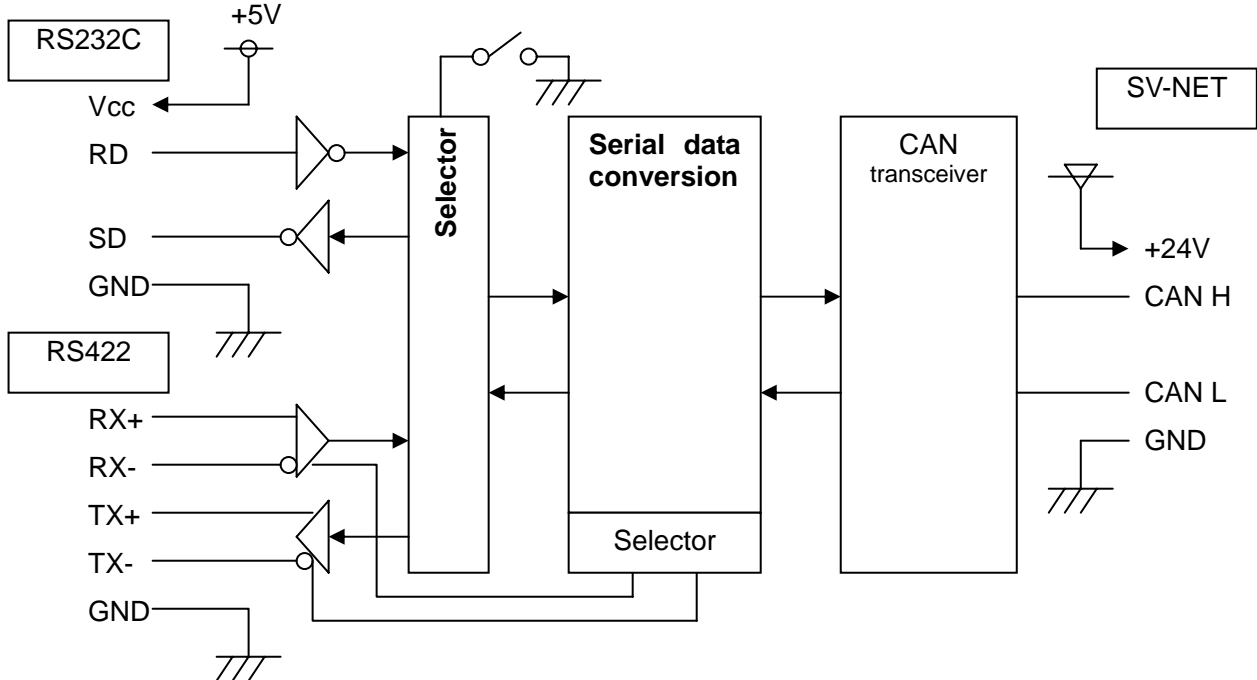 +5V
RS232C
Vcc
RD
SD
GND
RS422
RX+
RX-
TX+
TX-
GND
Selector
Serial data
conversion
Selector
CAN
transceiver
SV-NET
+24V
CAN H
CAN L
GND